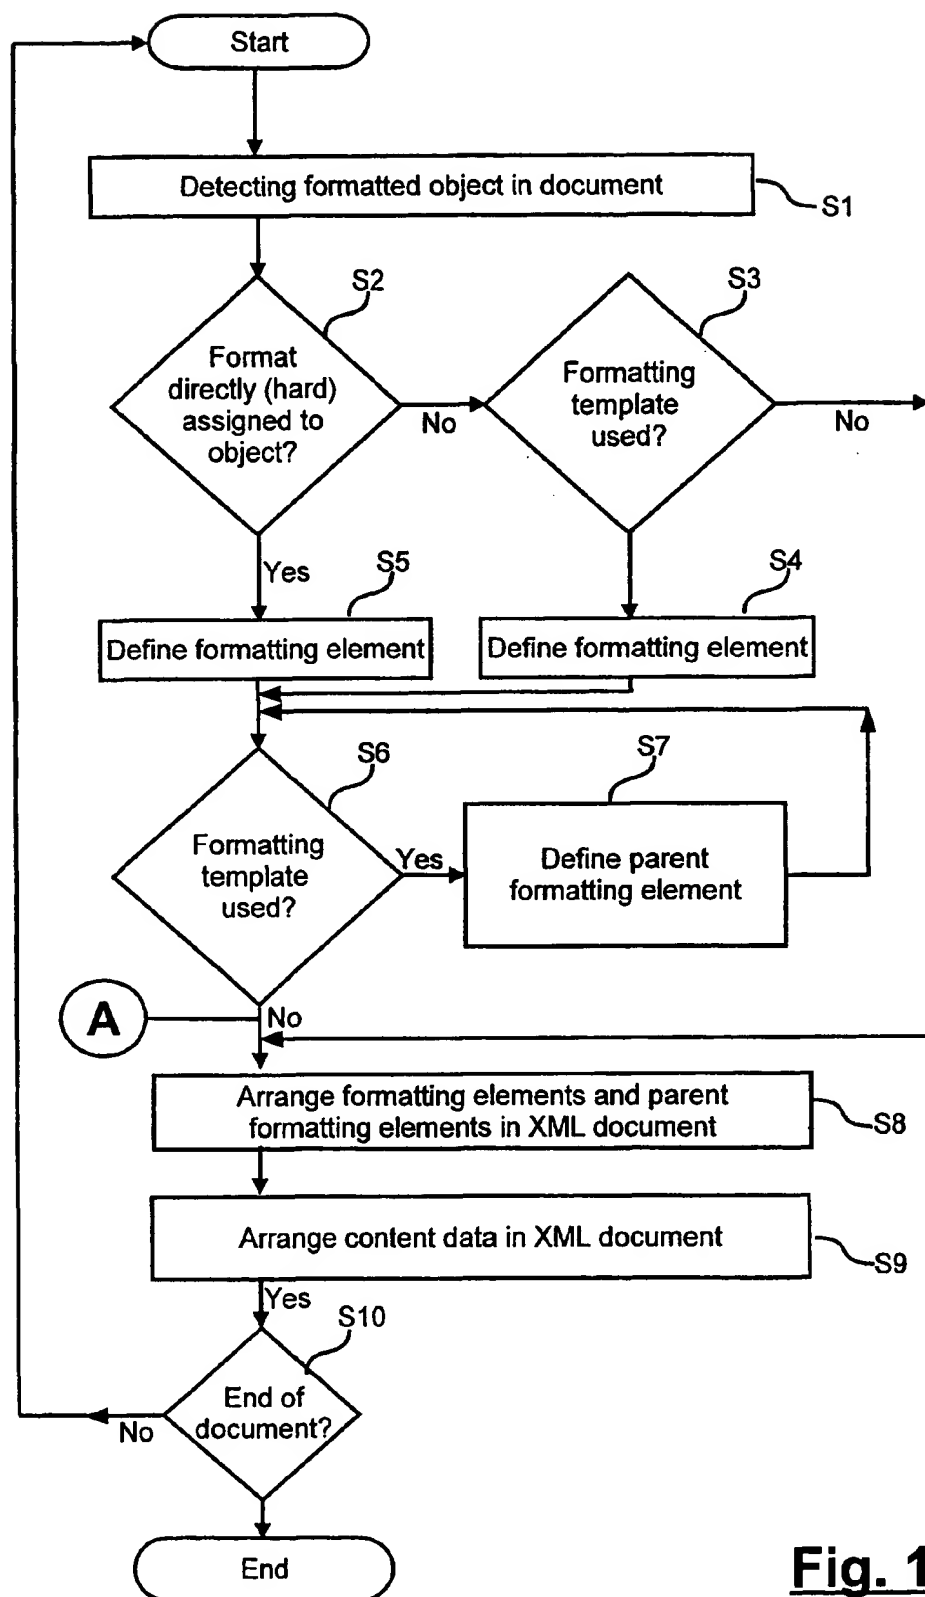 Start
Detecting formatted object in document
S1
S2
Format
directly (hard)
assigned to
object?
No
S3
Formatting
template
used?
No
Yes
S5
Define formatting element
S4
Define formatting element
S6
Formatting
template
used?
Yes
S7
Define parent
formatting element
A
No
Arrange formatting elements and parent
formatting elements in XML document
S8
Arrange content data in XML document
S9
Yes
S10
End of
document?
No
End
Fig. 1